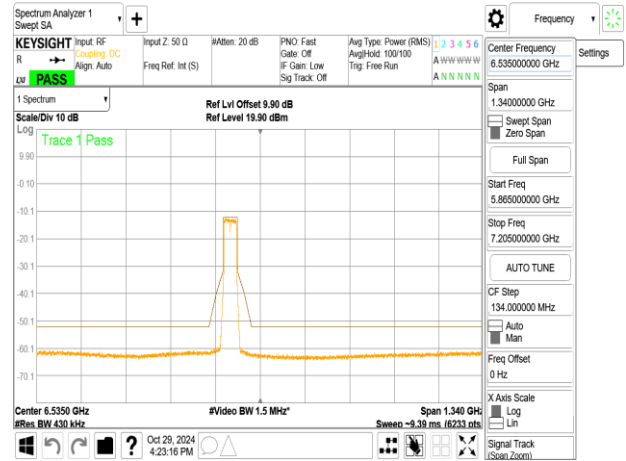 Spectrum Analyzer 1
Swept SA
+
Frequency
KEYSIGHT
R
LXI
PASS
Input: RF
Coupling: DC
Align: Auto
Input Z: 50 Ω
Freq Ref: Int (S)
#Atten: 20 dB
PNO: Fast
Gate: Off
IF Gain: Low
Sig Track: Off
Avg Type: Power (RMS)
Avg|Hold: 100/100
Trig: Free Run
1 2 3 4 5 6
A W W W W W
A N N N N N
1 Spectrum
Scale/Div 10 dB
Ref Lvl Offset 9.90 dB
Ref Level 19.90 dBm
Log
Trace 1 Pass
9.90
-0.10
-10.1
-20.1
-30.1
-40.1
-50.1
-60.1
-70.1
Center 6.5350 GHz
#Res BW 430 kHz
#Video BW 1.5 MHz*
Span 1.340 GHz
Sweep ~9.39 ms (6233 pts
Center Frequency
6.535000000 GHz
Settings
Span
1.34000000 GHz
Swept Span
Zero Span
Full Span
Start Freq
5.865000000 GHz
Stop Freq
7.205000000 GHz
AUTO TUNE
CF Step
134.000000 MHz
Auto
Man
Freq Offset
0 Hz
X Axis Scale
Log
Lin
Signal Track
(Span Zoom)
?
Oct 29, 2024
4:23:16 PM